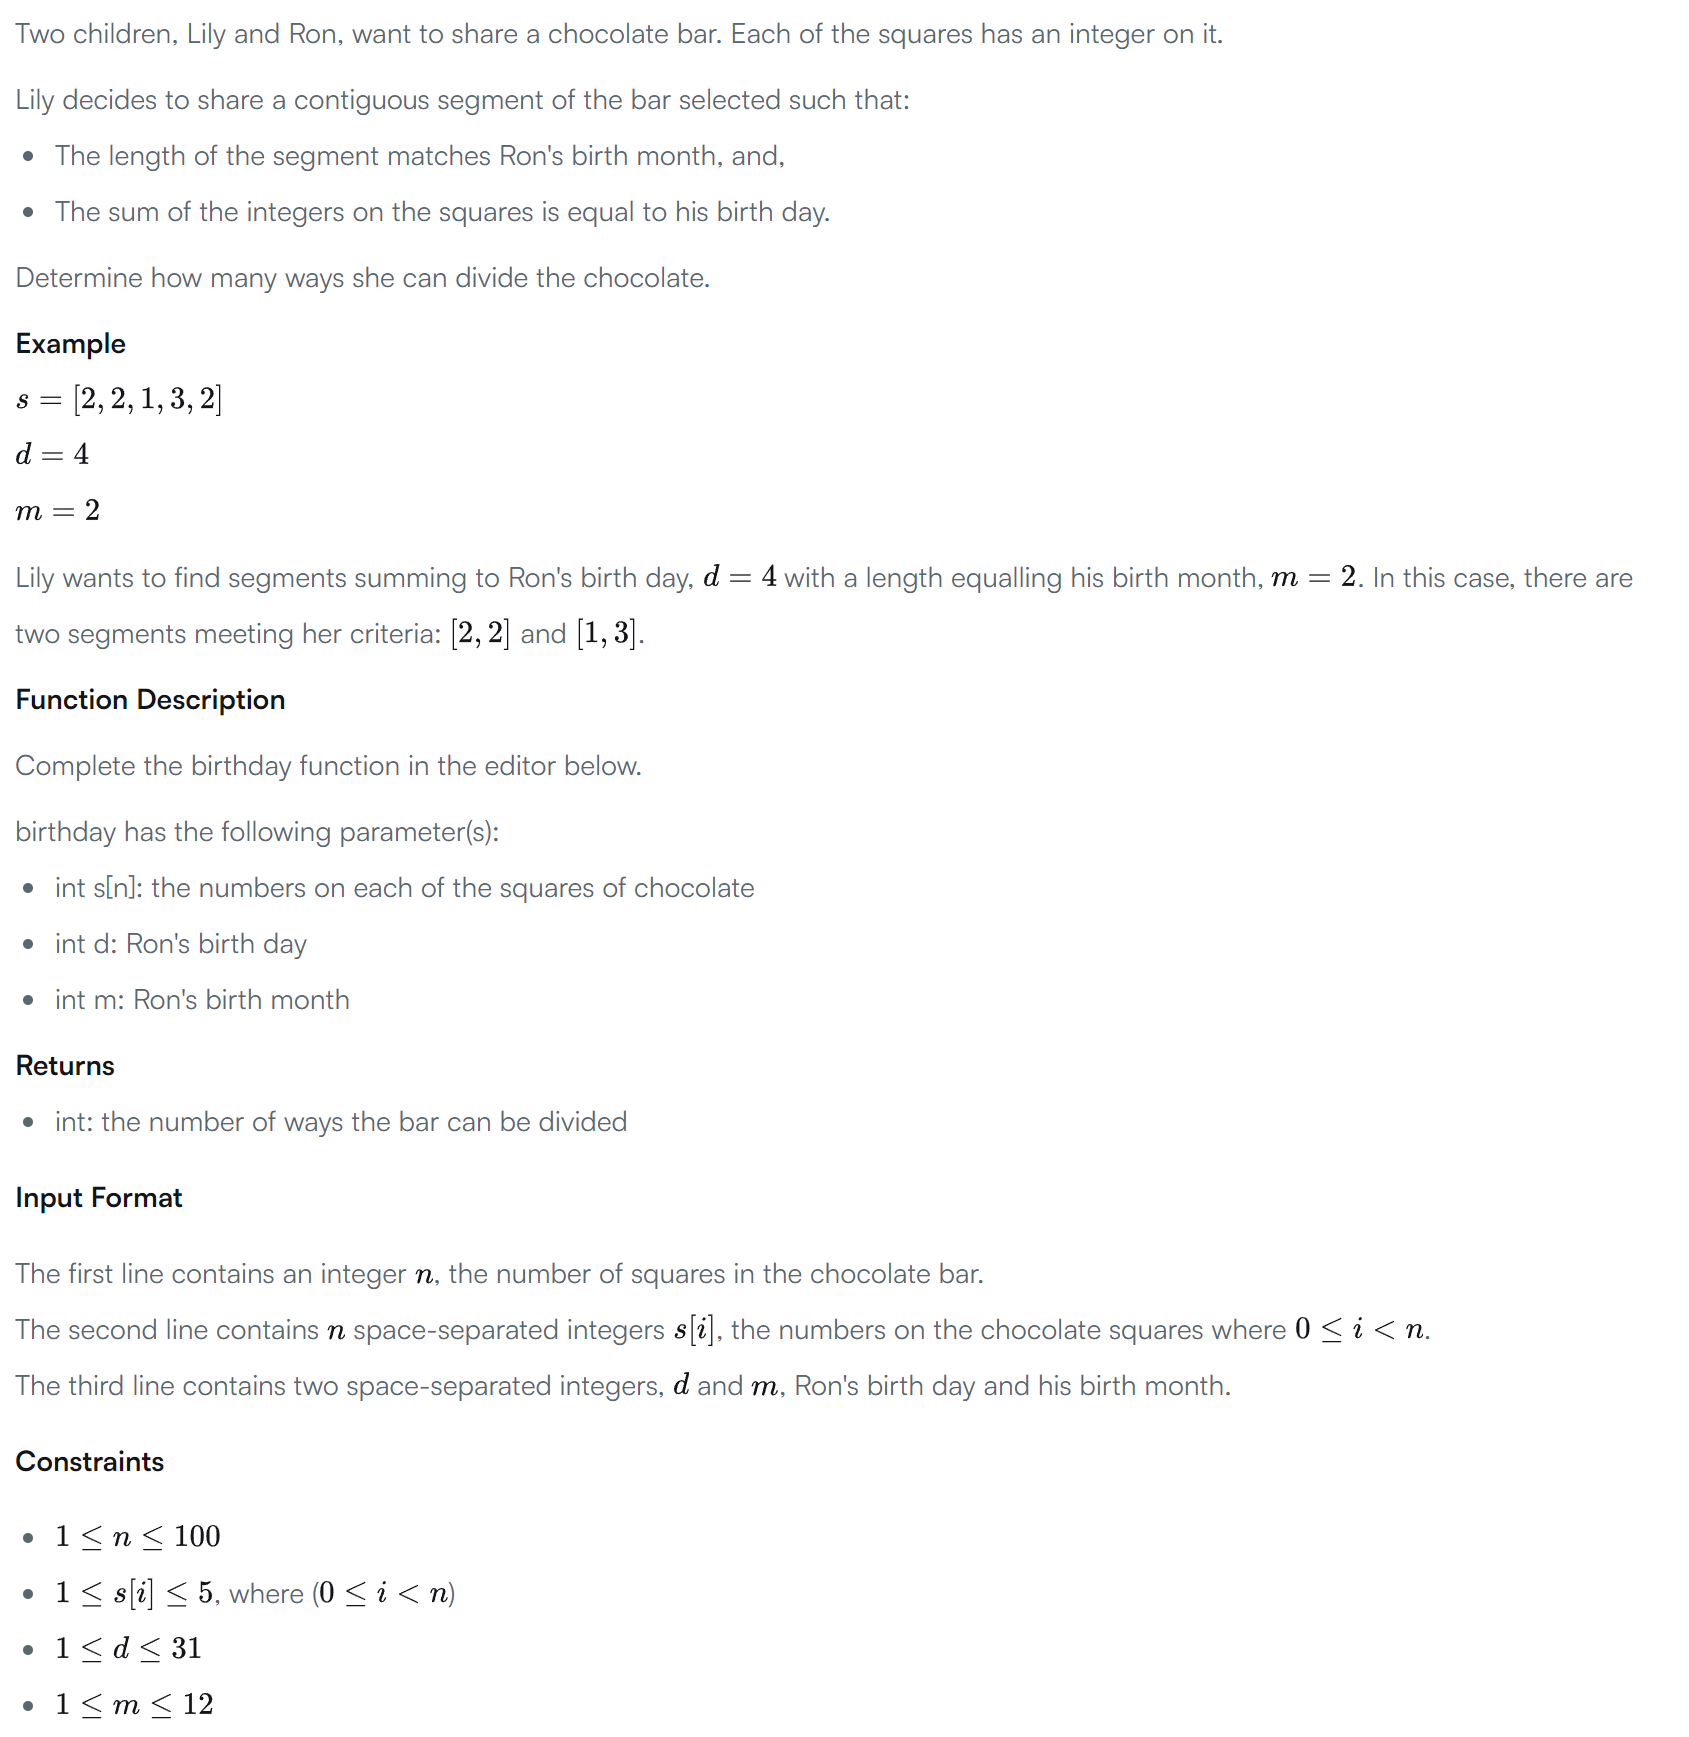 Two children, Lily and Ron, want to share a chocolate bar. Each of the squares has an integer on it.
Lily decides to share a contiguous segment of the bar selected such that:
• The length of the segment matches Ron's birth month, and,
• The sum of the integers on the squares is equal to his birth day.
Determine how many ways she can divide the chocolate.
Example
s = [2, 2, 1, 3, 2]
d = 4
m = 2
Lily wants to find segments summing to Ron's birth day, d = 4 with a length equalling his birth month, m = 2. In this case, there are
two segments meeting her criteria: [2, 2] and [1, 3].
Function Description
Complete the birthday function in the editor below.
birthday has the following parameter(s):
• int s[n]: the numbers on each of the squares of chocolate
• int d: Ron's birth day
• int m: Ron's birth month
Returns
• int: the number of ways the bar can be divided
Input Format
The first line contains an integer n, the number of squares in the chocolate bar.
The second line contains n space-separated integers s[i], the numbers on the chocolate squares where 0 ≤ i < n.
The third line contains two space-separated integers, d and m, Ron's birth day and his birth month.
Constraints
• 1 ≤ n ≤ 100
• 1 ≤ s[i] ≤ 5, where (0 ≤ i < n)
• 1 ≤ d ≤ 31
• 1 ≤ m ≤ 12